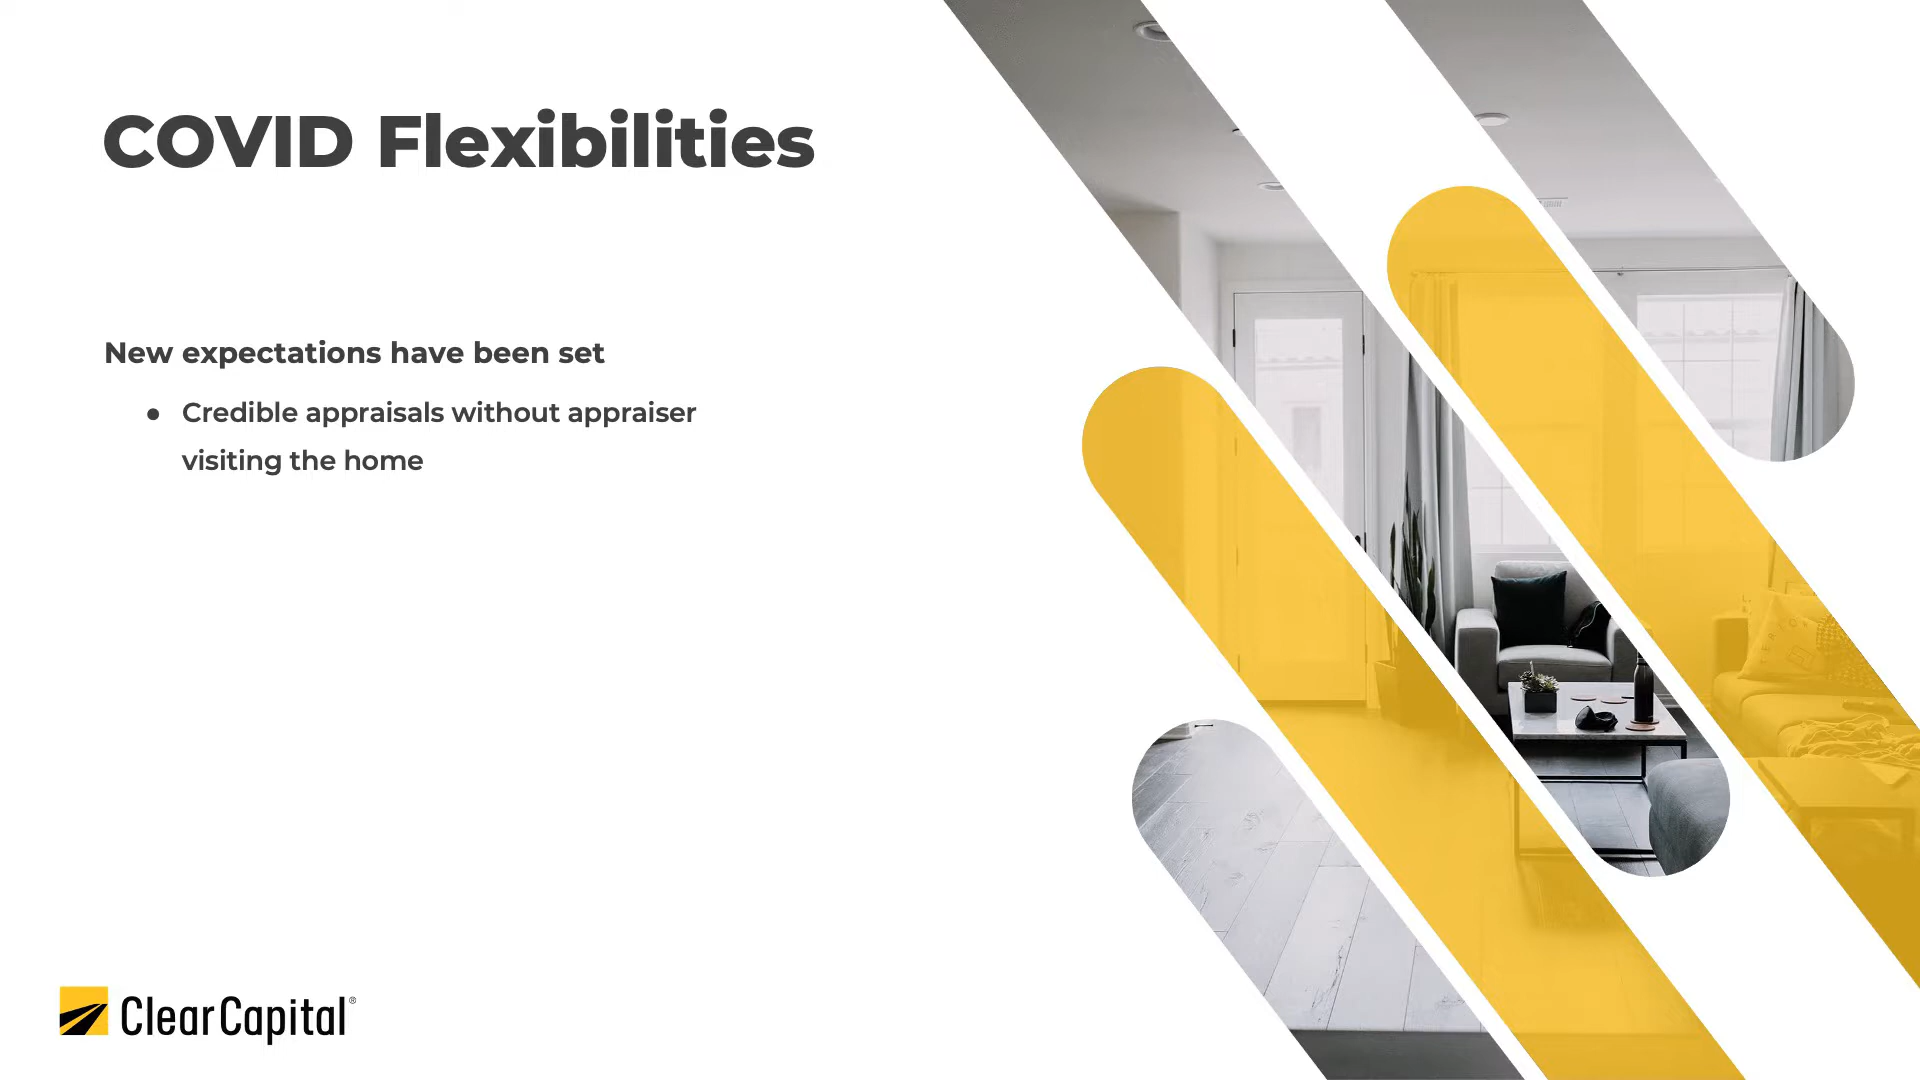 COVID Flexibilities
New expectations have been set
● Credible appraisals without appraiser
visiting the home
ClearCapital®